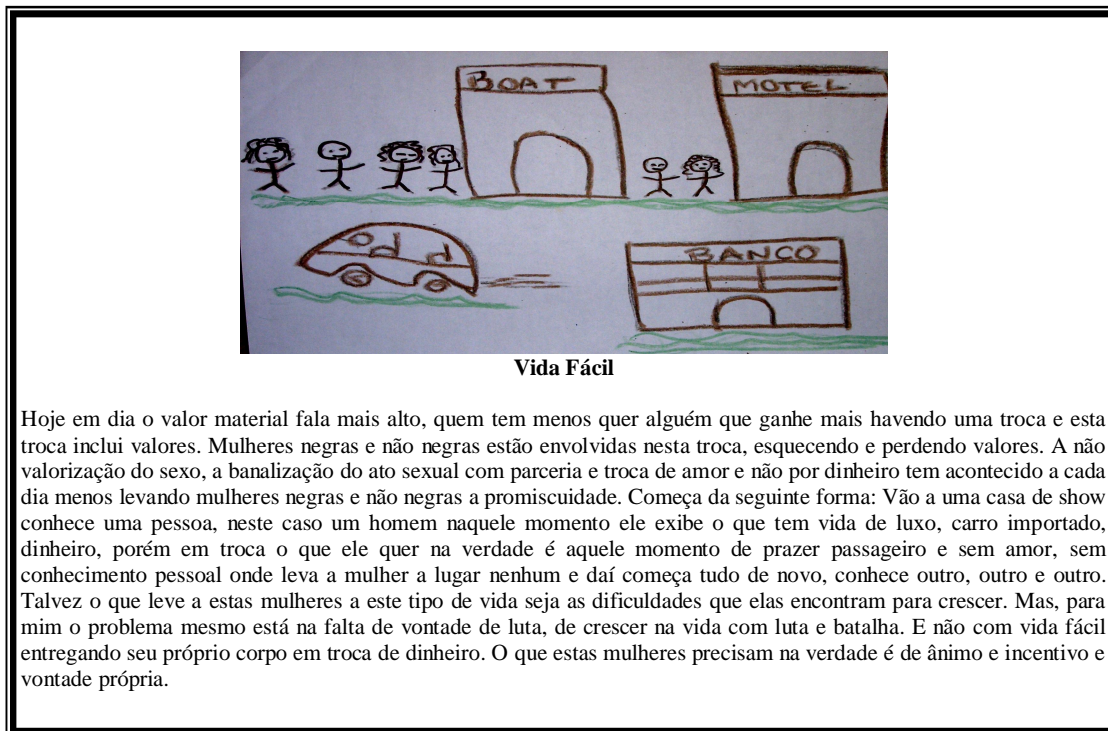 BOAT
MOTEL
BANCO
Vida Fácil
Hoje em dia o valor material fala mais alto, quem tem menos quer alguém que ganhe mais havendo uma troca e esta
troca inclui valores. Mulheres negras e não negras estão envolvidas nesta troca, esquecendo e perdendo valores. A não
valorização do sexo, a banalização do ato sexual com parceria e troca de amor e não por dinheiro tem acontecido a cada
dia menos levando mulheres negras e não negras a promiscuidade. Começa da seguinte forma: Vão a uma casa de show
conhece uma pessoa, neste caso um homem naquele momento ele exibe o que tem vida de luxo, carro importado,
dinheiro, porém em troca o que ele quer na verdade é aquele momento de prazer passageiro e sem amor, sem
conhecimento pessoal onde leva a mulher a lugar nenhum e daí começa tudo de novo, conhece outro, outro e outro.
Talvez o que leve a estas mulheres a este tipo de vida seja as dificuldades que elas encontram para crescer. Mas, para
mim o problema mesmo está na falta de vontade de luta, de crescer na vida com luta e batalha. E não com vida fácil
entregando seu próprio corpo em troca de dinheiro. O que estas mulheres precisam na verdade é de ânimo e incentivo e
vontade própria.